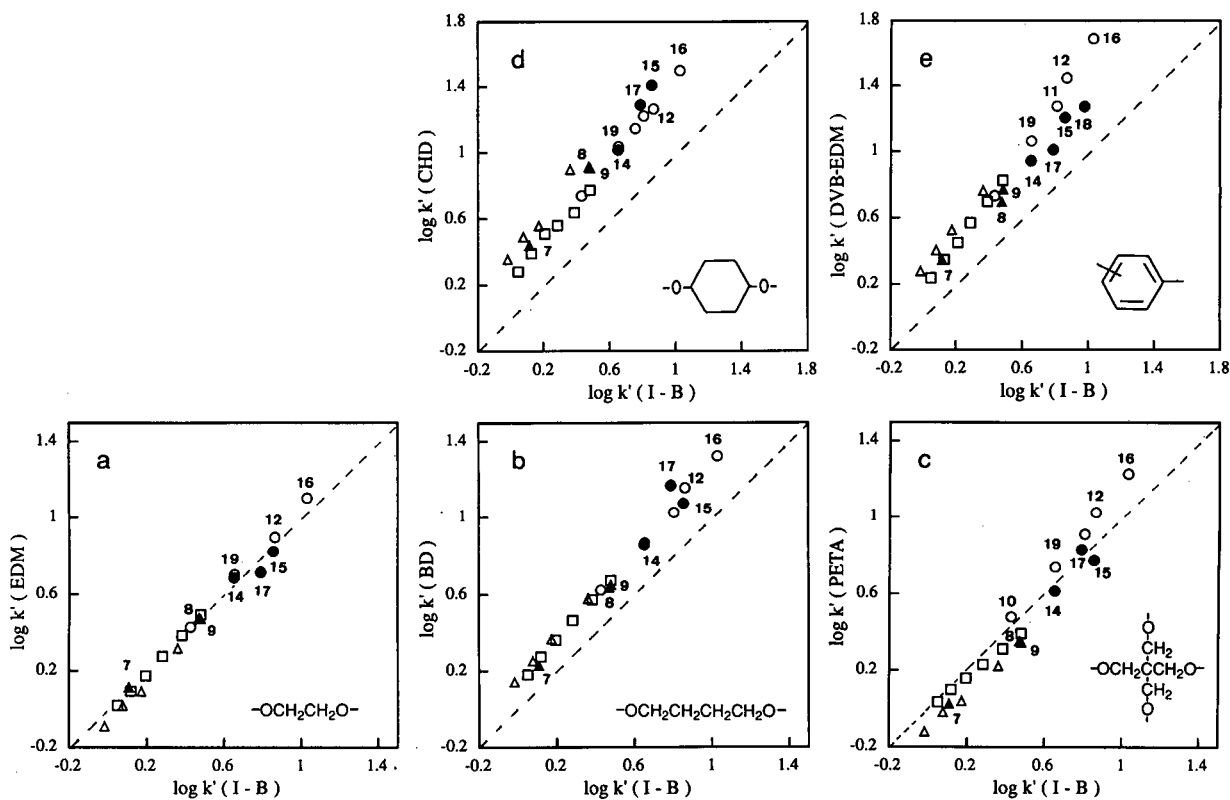 d
1.8
1.4
1
0.6
0.2
-0.2
log k' ( CHD )
16
15
17
12
19
14
8
9
7
-O-
-O-
-0.2 0.2 0.6 1 1.4 1.8
log k' ( I - B )
e
1.8
1.4
1
0.6
0.2
-0.2
log k' ( DVB-EDM )
16
12
11
15 18
19
17
14
9
8
7
-0.2 0.2 0.6 1 1.4 1.8
log k' ( I - B )
a
1.4
1
0.6
0.2
-0.2
log k' ( EDM )
16
12
19
15
14 17
8
9
7
-OCH2CH2O-
-0.2 0.2 0.6 1 1.4
log k' ( I - B )
b
1.4
1
0.6
0.2
-0.2
log k' ( BD )
16
17
12
15
14
9
8
7
-OCH2CH2CH2CH2O-
-0.2 0.2 0.6 1 1.4
log k' ( I - B )
c
1.4
1
0.6
0.2
-0.2
log k' ( PETA )
16
12
19
17 15
14
10
8
9
7
O
CH2
-OCH2CCH2O-
CH2
O
-0.2 0.2 0.6 1 1.4
log k' ( I - B )